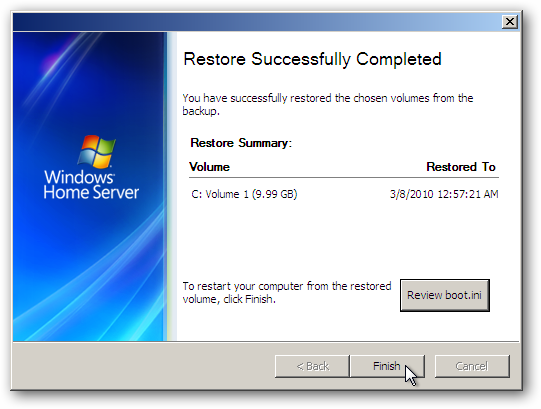 Restore Successfully Completed
You have successfully restored the chosen volumes from the
backup.
Restore Summary:
Volume Restored To
C: Volume 1 (9.99 GB) 3/8/2010 12:57:21 AM
Windows
Home Server
To restart your computer from the restored
volume, click Finish.
Review boot.ini
< Back Finish Cancel